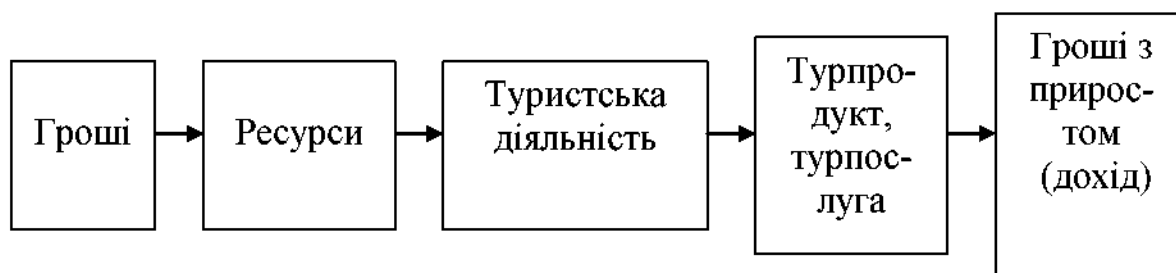 Гроші
Ресурси
Туристська
діяльність
Турпро-
дукт,
турпос-
луга
Гроші з
прирос-
том
(дохід)